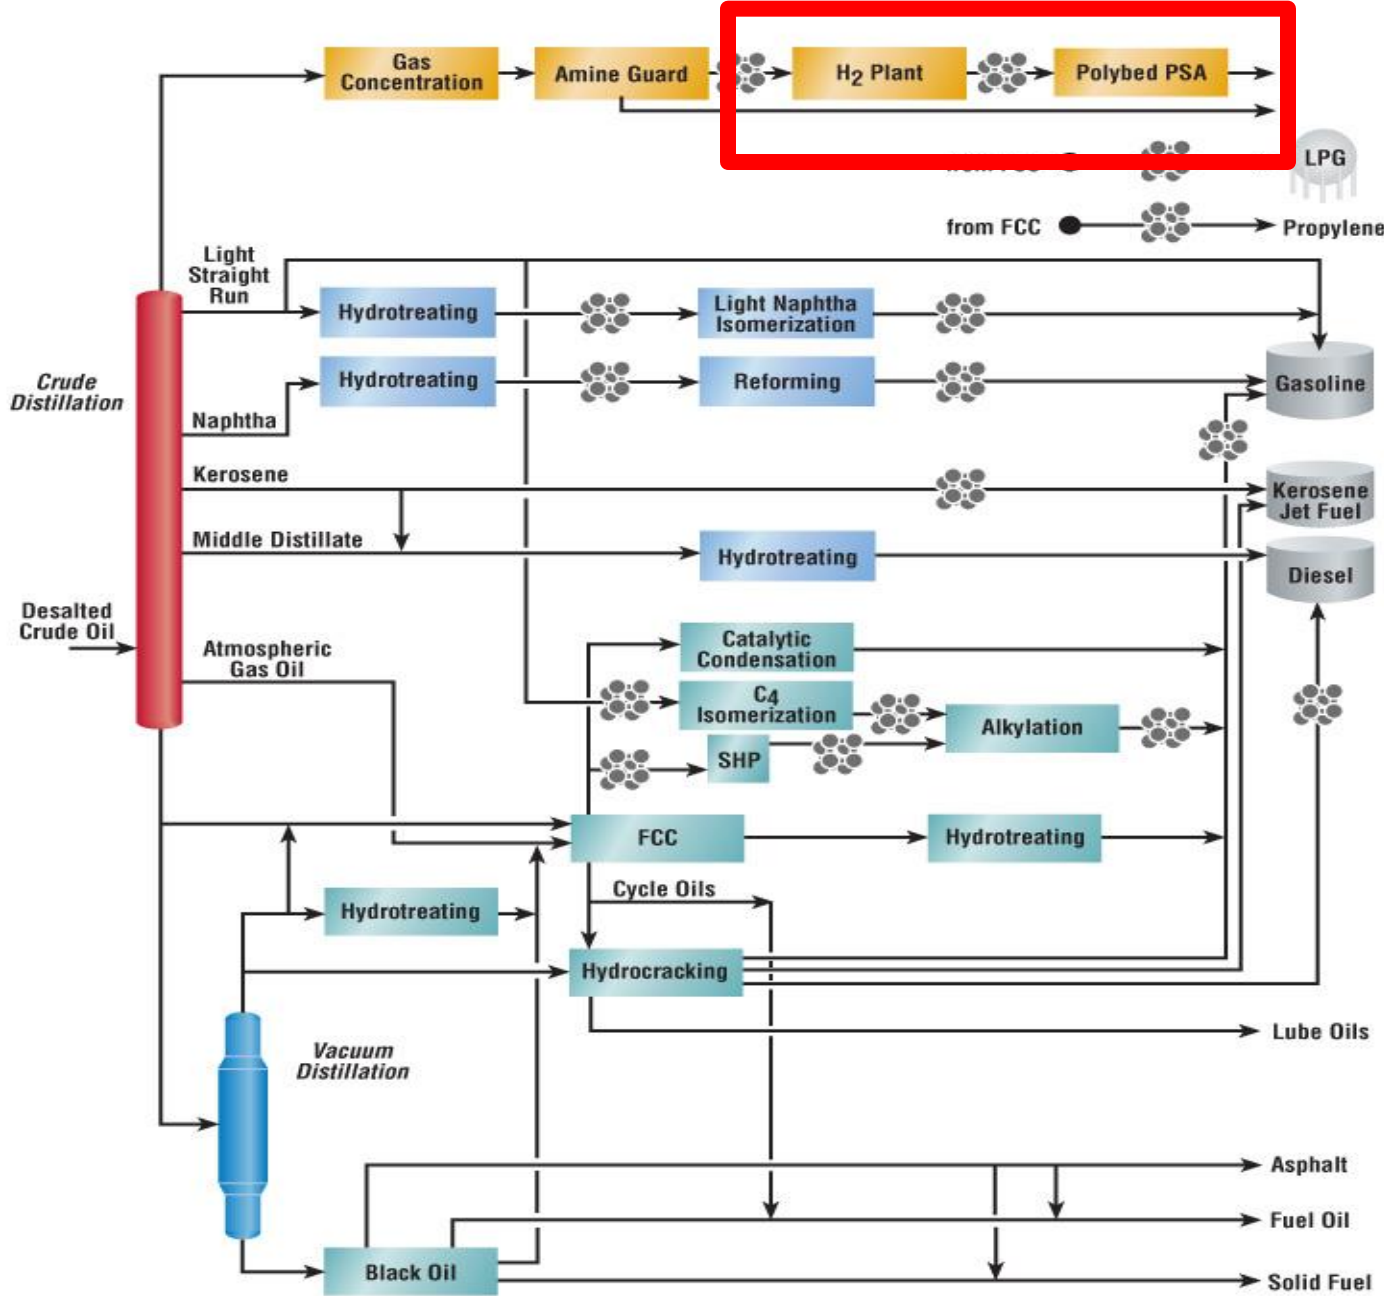 Gas
Concentration
Amine Guard
H2 Plant
Polybed PSA
LPG
from FCC
Propylene
Light
Straight
Run
Hydrotreating
Light Naphtha
Isomerization
Crude
Distillation
Naphtha
Hydrotreating
Reforming
Gasoline
Kerosene
Kerosene
Jet Fuel
Middle Distillate
Hydrotreating
Diesel
Desalted
Crude Oil
Atmospheric
Gas Oil
Catalytic
Condensation
C4
Isomerization
Alkylation
SHP
FCC
Hydrotreating
Cycle Oils
Hydrotreating
Hydrocracking
Lube Oils
Vacuum
Distillation
Asphalt
Fuel Oil
Black Oil
Solid Fuel